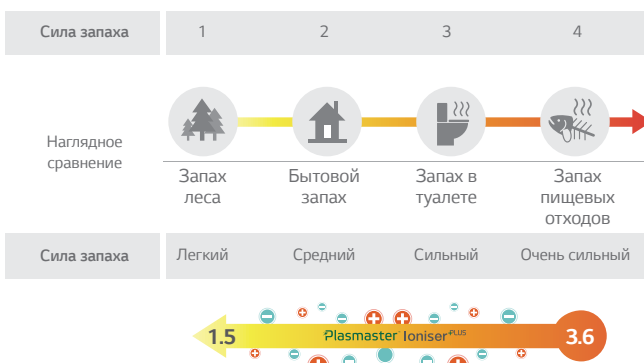 Сила запаха 1 2 3 4
Наглядное
сравнение
Запах
леса
Бытовой
запах
Запах в
туалете
Запах
пищевых
отходов
Сила запаха Легкий Средний Сильный Очень сильный
1.5 Plasmaster Ioniser+PLUS 3.6